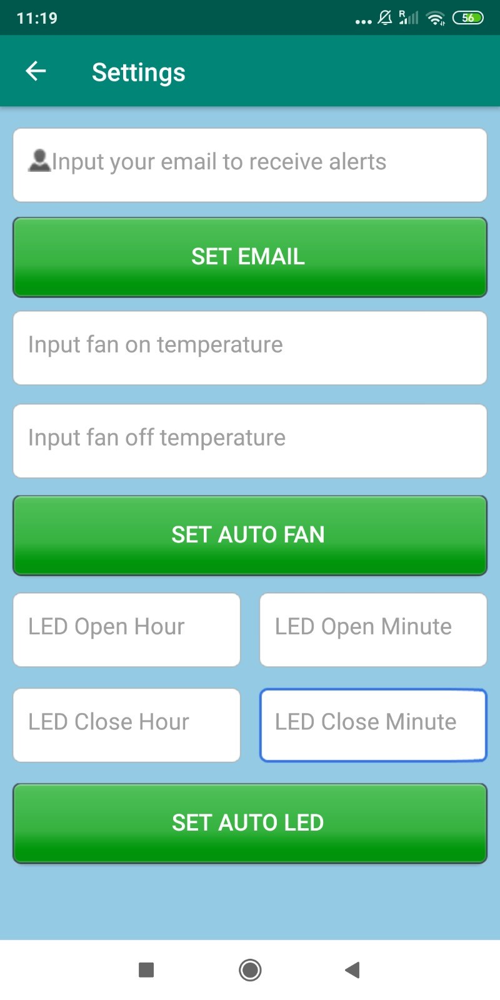 11:19
R
56
Settings
Input your email to receive alerts
SET EMAIL
Input fan on temperature
Input fan off temperature
SET AUTO FAN
LED Open Hour
LED Open Minute
LED Close Hour
LED Close Minute
SET AUTO LED